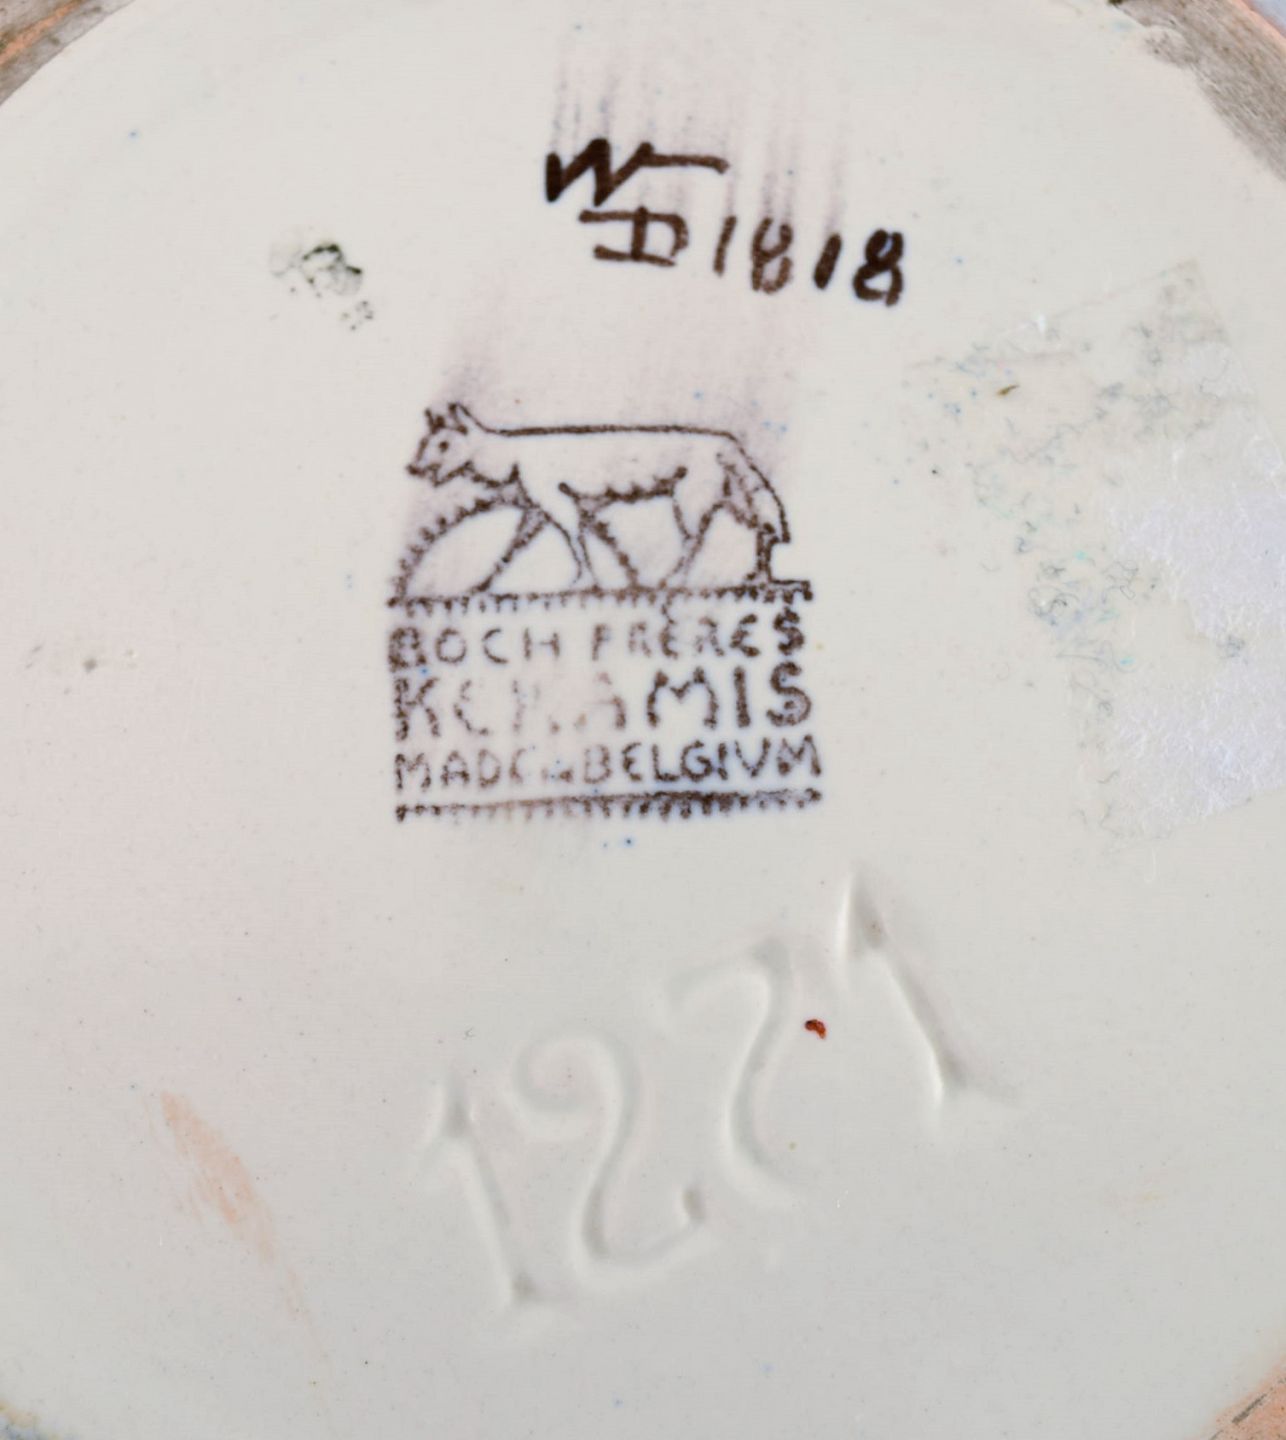 W
D1818
BOCH FRERES
KERAMIS
MADE IN BELGIVM
1271